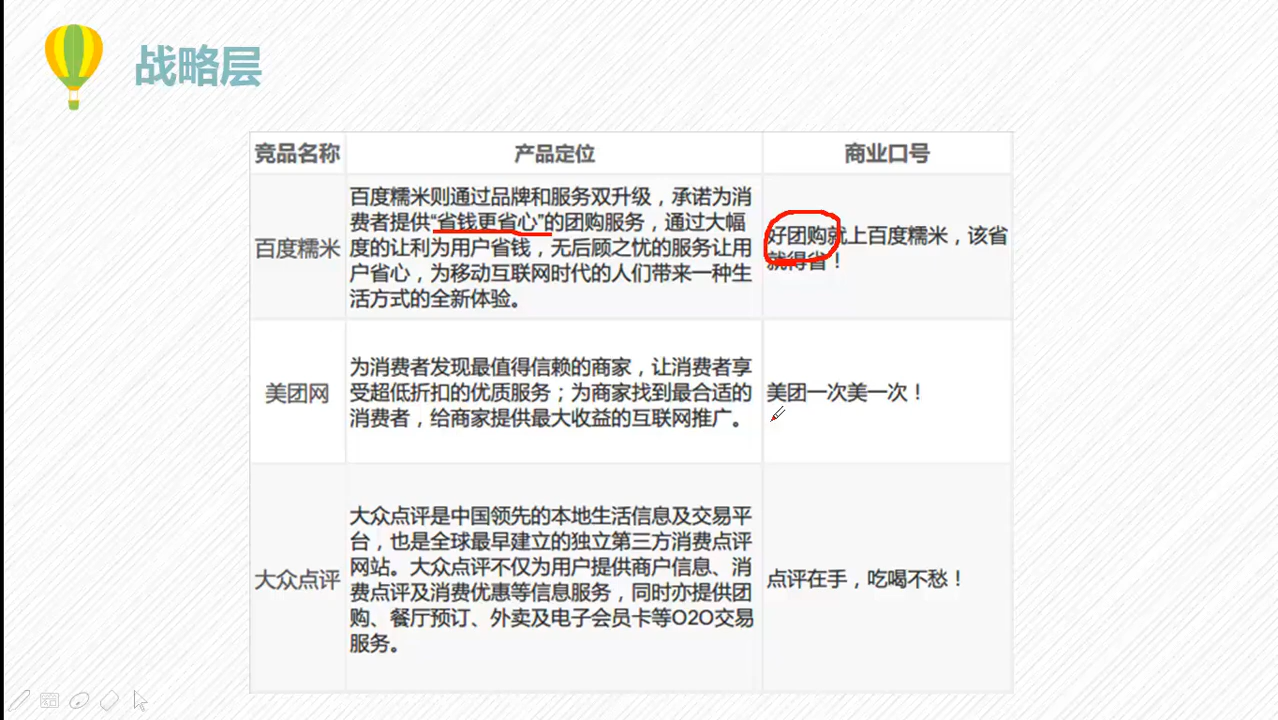 战略层
竞品名称 产品定位 商业口号
百度糯米
百度糯米则通过品牌和服务双升级，承诺为消
费者提供“省钱更省心”的团购服务，通过大幅
度的让利为用户省钱，无后顾之忧的服务让用
户省心，为移动互联网时代的人们带来一种生
活方式的全新体验。
好团购就上百度糯米，该省
就得省！
美团网
为消费者发现最值得信赖的商家，让消费者享
受超低折扣的优质服务；为商家找到最合适的
消费者，给商家提供最大收益的互联网推广。
美团一次美一次！
大众点评
大众点评是中国领先的本地生活信息及交易平
台，也是全球最早建立的独立第三方消费点评
网站。大众点评不仅为用户提供商户信息、消
费点评及消费优惠等信息服务，同时亦提供团
购、餐厅预订、外卖及电子会员卡等O2O交易
服务。
点评在手，吃喝不愁！